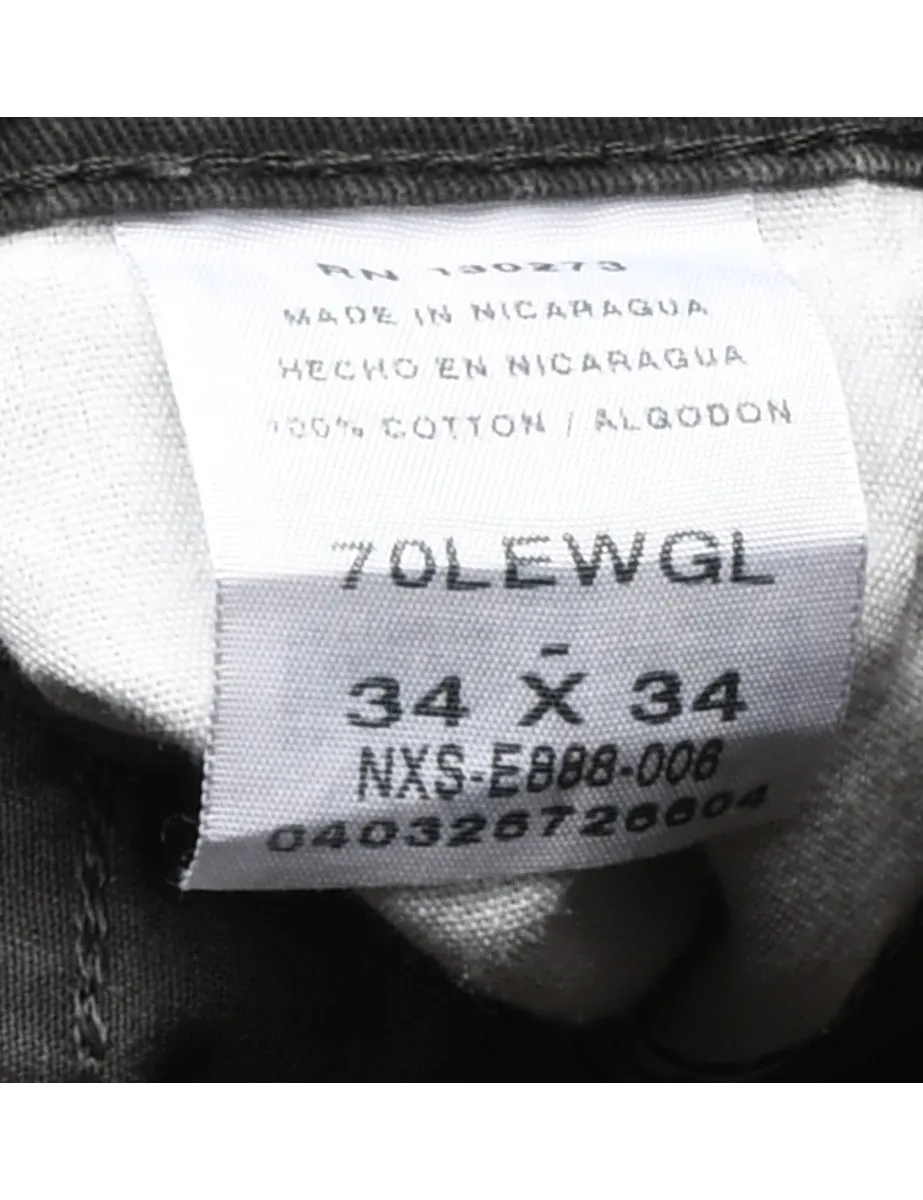 RN 130273
MADE IN NICARAGUA
HECHO EN NICARAGUA
100% COTTON / ALGODON
70LEWGL
-
34 X 34
NXS-E888-006
040326726604